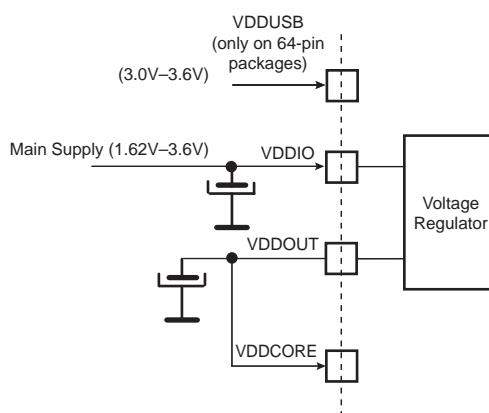 VDDUSB
(only on 64-pin
packages)
(3.0V–3.6V)
Main Supply (1.62V–3.6V)
VDDIO
Voltage
Regulator
VDDOUT
VDDCORE